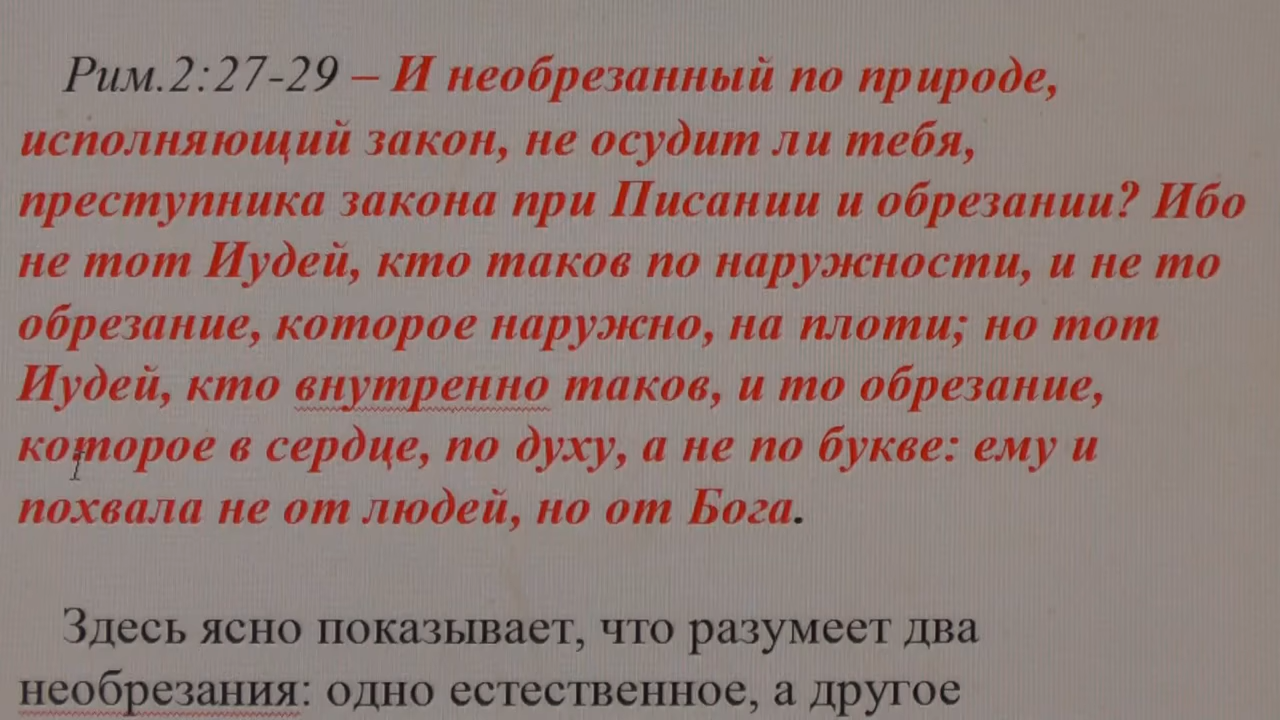 Рим.2:27-29 – И необрезанный по природе,
исполняющий закон, не осудит ли тебя,
преступника закона при Писании и обрезании? Ибо
не тот Иудей, кто таков по наружности, и не то
обрезание, которое наружно, на плоти; но тот
Иудей, кто внутренно таков, и то обрезание,
которое в сердце, по духу, а не по букве: ему и
похвала не от людей, но от Бога.
Здесь ясно показывает, что разумеет два
необрезания: одно естественное, а другое